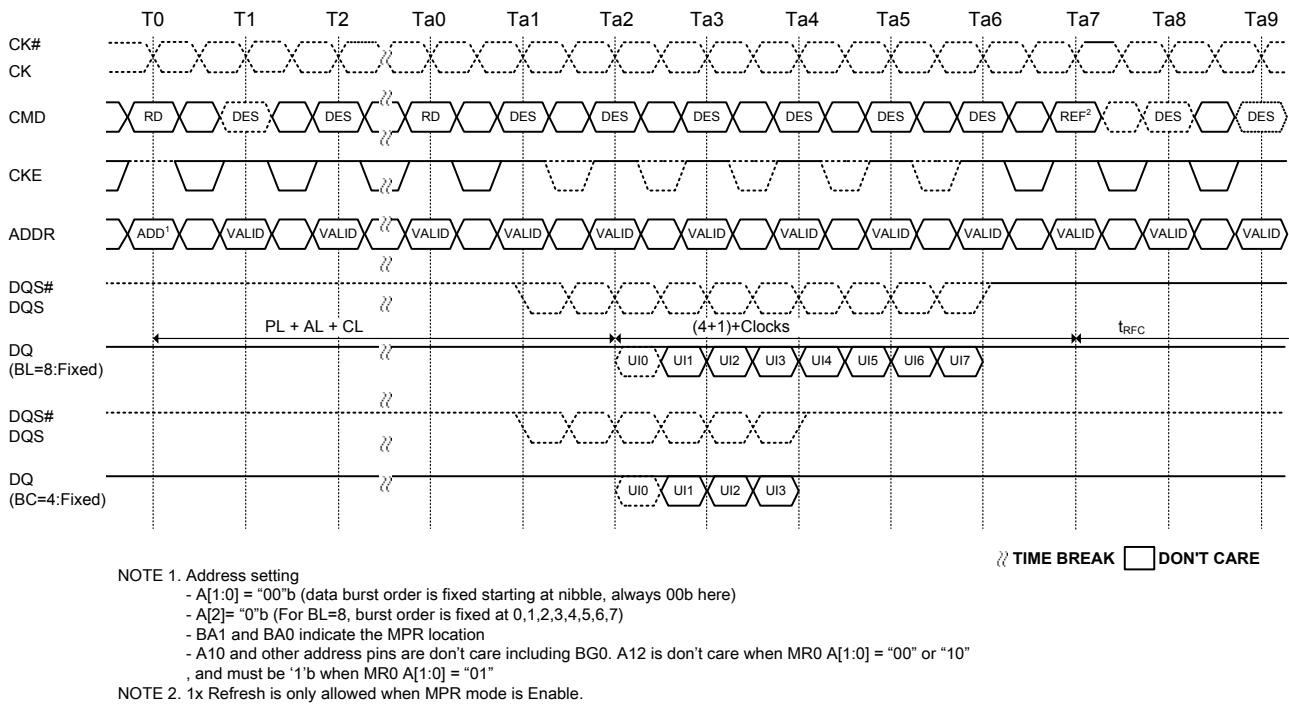 T0 T1 T2 Ta0 Ta1 Ta2 Ta3 Ta4 Ta5 Ta6 Ta7 Ta8 Ta9
CK#
CK
CMD RD DES DES RD DES DES DES DES DES DES REF2 DES DES
CKE
ADDR ADD1 VALID VALID VALID VALID VALID VALID VALID VALID VALID VALID VALID VALID
DQS#
DQS
PL + AL + CL (4+1)+Clocks tRFC
DQ
(BL=8:Fixed) UI0 UI1 UI2 UI3 UI4 UI5 UI6 UI7
DQS#
DQS
DQ
(BC=4:Fixed) UI0 UI1 UI2 UI3
TIME BREAK DON'T CARE
NOTE 1. Address setting
- A[1:0] = “00”b (data burst order is fixed starting at nibble, always 00b here)
- A[2]= “0”b (For BL=8, burst order is fixed at 0,1,2,3,4,5,6,7)
- BA1 and BA0 indicate the MPR location
- A10 and other address pins are don’t care including BG0. A12 is don’t care when MR0 A[1:0] = “00” or “10”
, and must be ‘1’b when MR0 A[1:0] = “01”
NOTE 2. 1x Refresh is only allowed when MPR mode is Enable.